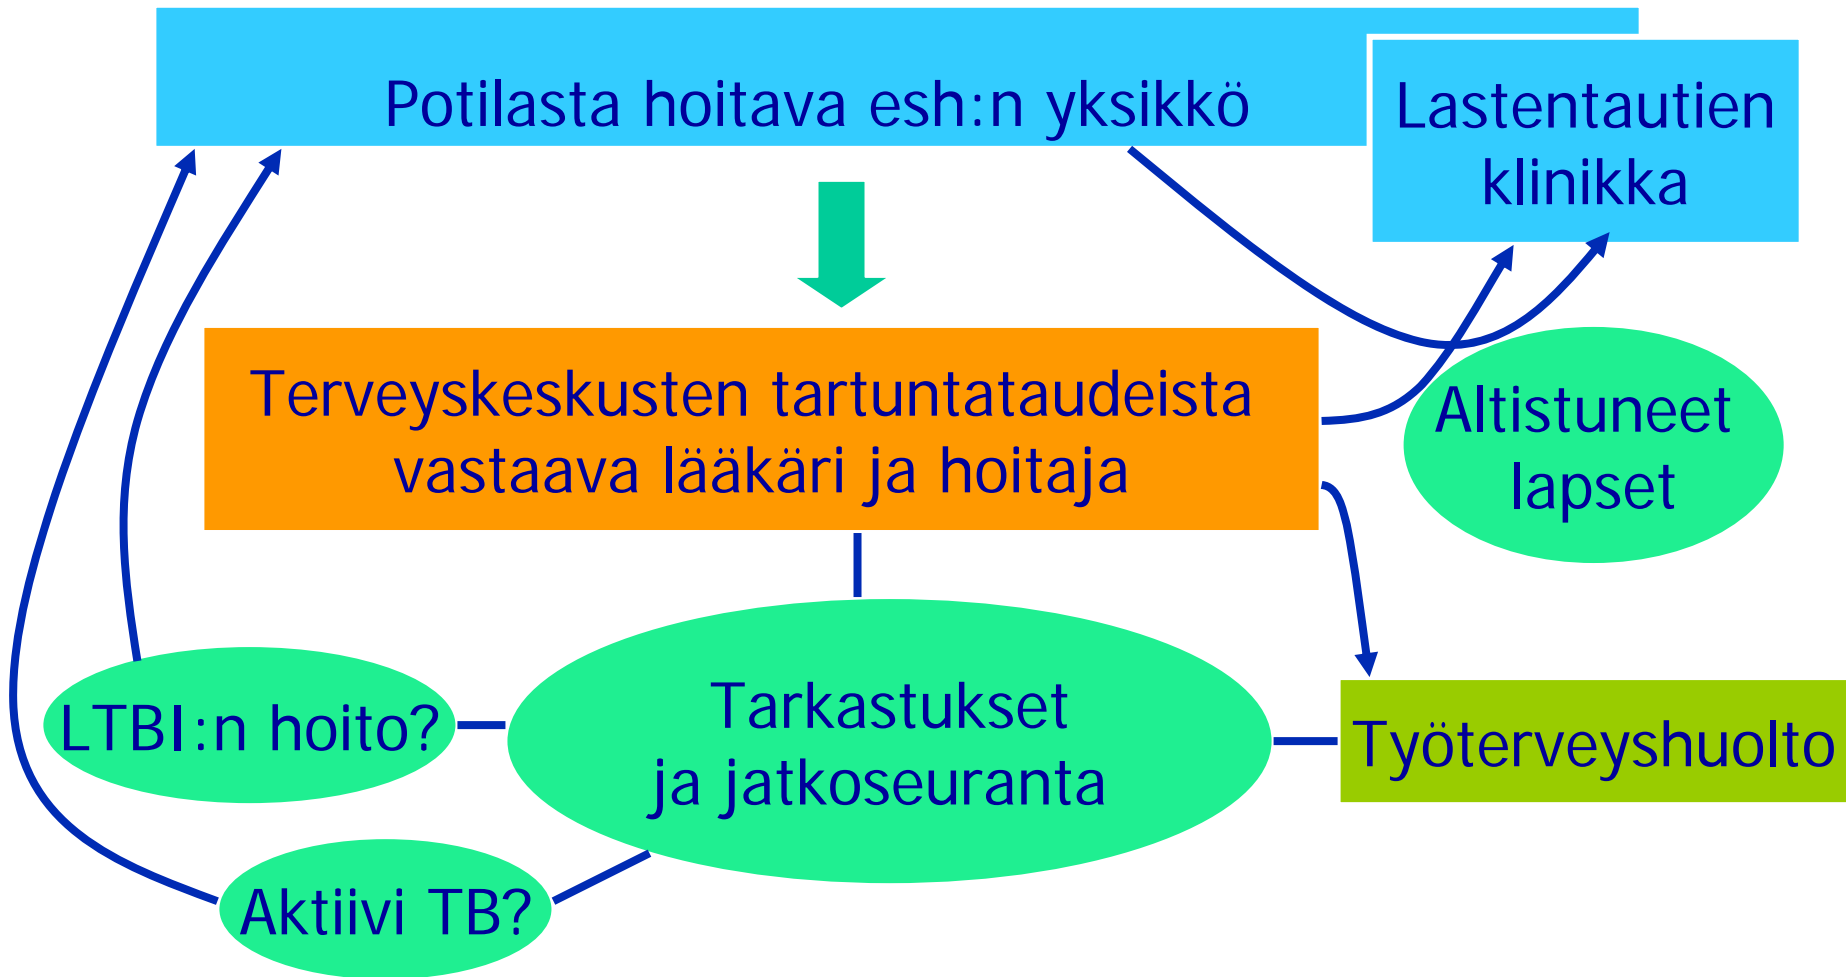 Potilasta hoitava esh:n yksikkö
Lastentautien
klinikka
Terveyskeskusten tartuntataudeista
vastaava lääkäri ja hoitaja
Altistuneet
lapset
LTBI:n hoito?
Tarkastukset
ja jatkoseuranta
Työterveyshuolto
Aktiivi TB?